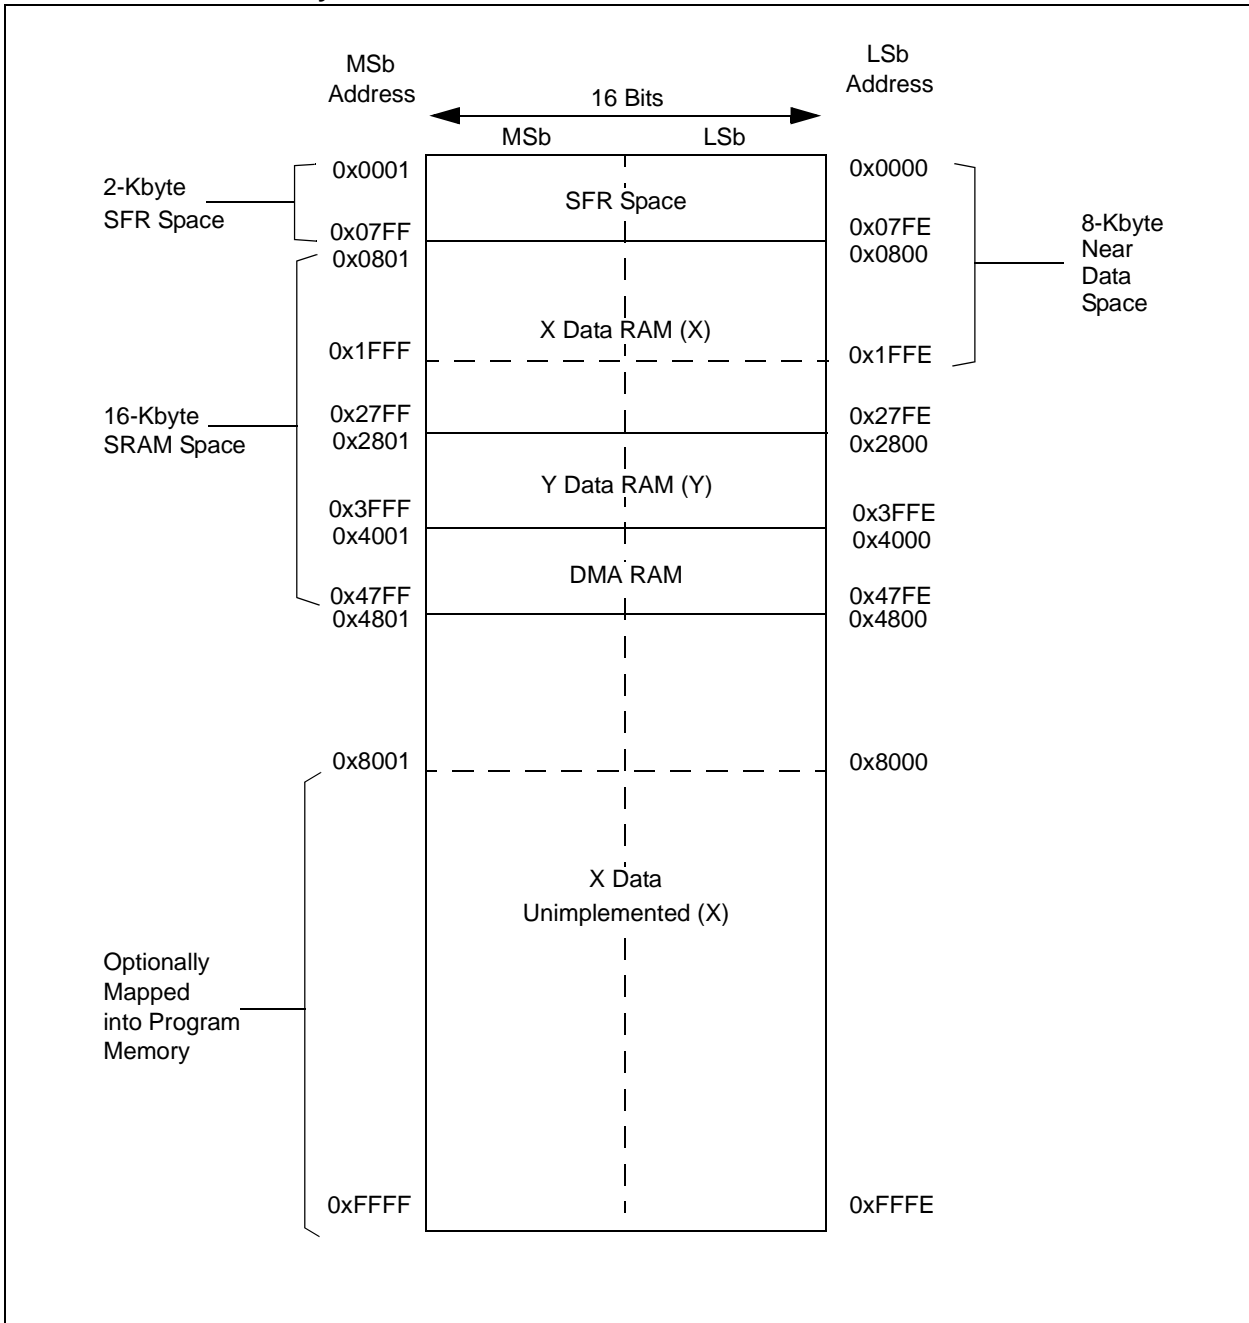 MSb
Address
LSb
Address
16 Bits
MSb
LSb
2-Kbyte
SFR Space
0x0001
0x07FF
0x0801
SFR Space
0x0000
0x07FE
0x0800
8-Kbyte
Near
Data
Space
X Data RAM (X)
0x1FFF
0x1FFE
16-Kbyte
SRAM Space
0x27FF
0x2801
0x27FE
0x2800
Y Data RAM (Y)
0x3FFF
0x4001
0x3FFE
0x4000
DMA RAM
0x47FF
0x4801
0x47FE
0x4800
0x8001
0x8000
X Data
Unimplemented (X)
Optionally
Mapped
into Program
Memory
0xFFFF
0xFFFE